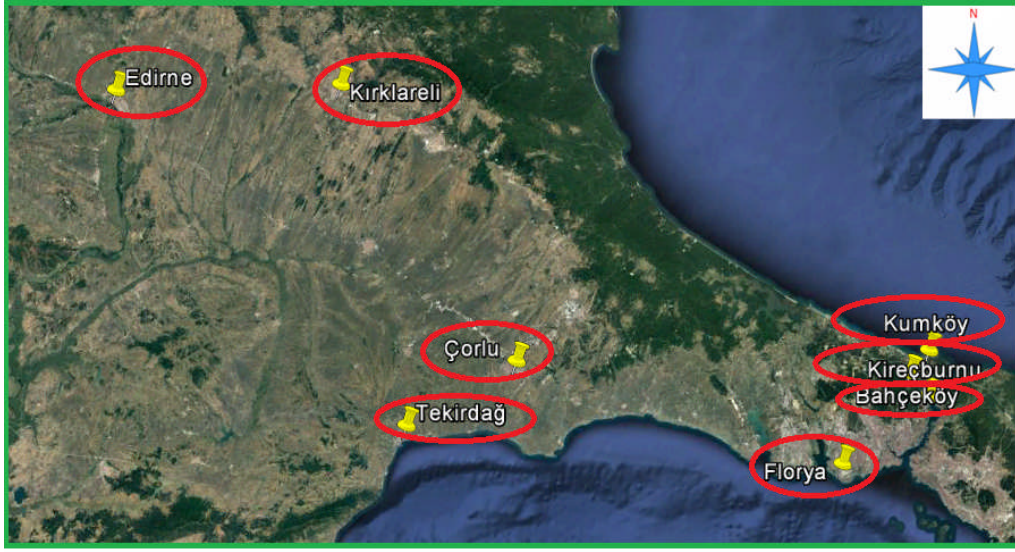 N
Edirne
Kırklareli
Kumköy
Çorlu
Kireçburnu
Bahçeköy
Tekirdağ
Florya